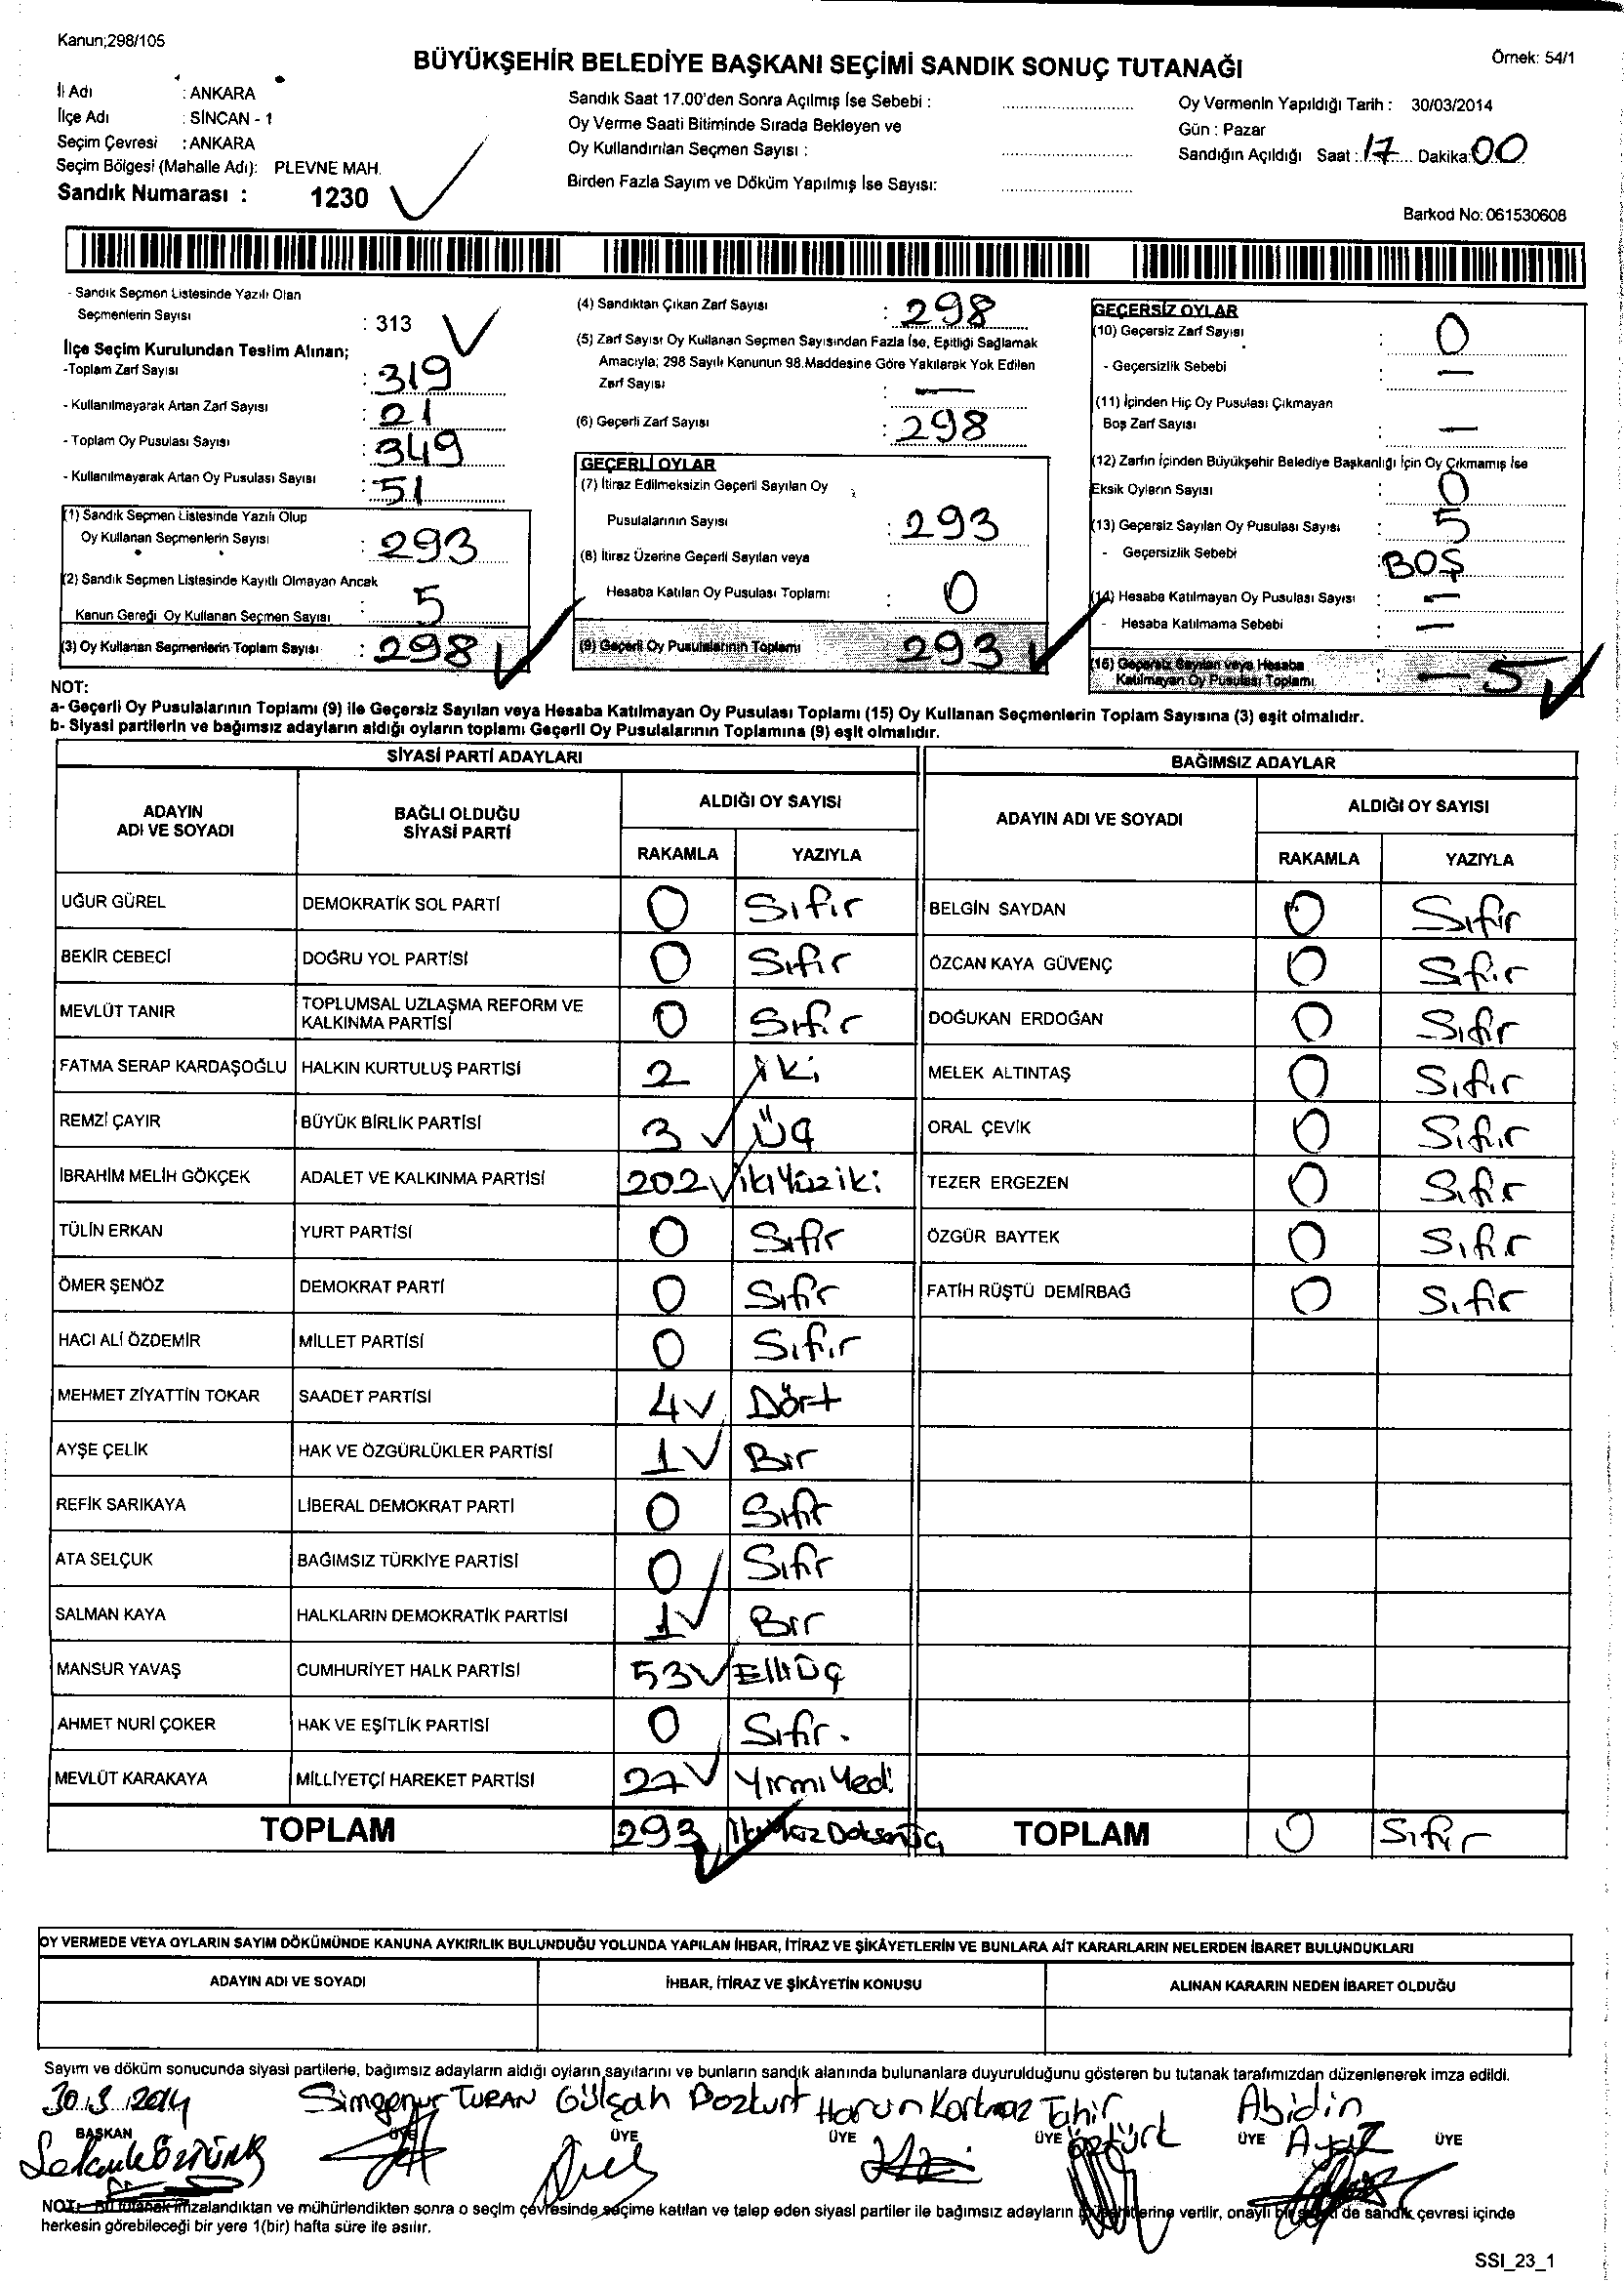 Kanun;298/105
BÜYÜKŞEHİR BELEDİYE BAŞKANI SEÇİMİ SANDIK SONUÇ TUTANAĞI
Örnek: 54/1
İl Adı : ANKARA
İlçe Adı : SİNCAN - 1
Seçim Çevresi : ANKARA
Seçim Bölgesi (Mahalle Adı): PLEVNE MAH.
Sandık Numarası : 1230
Sandık Saat 17.00'den Sonra Açılmış İse Sebebi :
Oy Verme Saati Bitiminde Sırada Bekleyen ve
Oy Kullandırılan Seçmen Sayısı :
Birden Fazla Sayım ve Döküm Yapılmış İse Sayısı:
Oy Vermenin Yapıldığı Tarih : 30/03/2014
Gün : Pazar
Sandığın Açıldığı Saat : 17 Dakika: 00
Barkod No: 061530608
- Sandık Seçmen Listesinde Yazılı Olan
Seçmenlerin Sayısı : 313
İlçe Seçim Kurulundan Teslim Alınan;
-Toplam Zarf Sayısı : 319
- Kullanılmayarak Artan Zarf Sayısı : 21
- Toplam Oy Pusulası Sayısı : 349
- Kullanılmayarak Artan Oy Pusulası Sayısı : 51
(1) Sandık Seçmen Listesinde Yazılı Olup
Oy Kullanan Seçmenlerin Sayısı : 293
(2) Sandık Seçmen Listesinde Kayıtlı Olmayan Ancak
Kanun Gereği Oy Kullanan Seçmen Sayısı : 5
(3) Oy Kullanan Seçmenlerin Toplam Sayısı : 298
(4) Sandıktan Çıkan Zarf Sayısı : 298
(5) Zarf Sayısı Oy Kullanan Seçmen Sayısından Fazla İse, Eşitliği Sağlamak
Amacıyla; 298 Sayılı Kanunun 98.Maddesine Göre Yakılarak Yok Edilen
Zarf Sayısı : —
(6) Geçerli Zarf Sayısı : 298
GEÇERLİ OYLAR
(7) İtiraz Edilmeksizin Geçerli Sayılan Oy
Pusulalarının Sayısı : 293
(8) İtiraz Üzerine Geçerli Sayılan veya
Hesaba Katılan Oy Pusulası Toplamı : 0
(9) Geçerli Oy Pusulalarının Toplamı 293
GEÇERSİZ OYLAR
(10) Geçersiz Zarf Sayısı : 0
- Geçersizlik Sebebi : —
(11) İçinden Hiç Oy Pusulası Çıkmayan
Boş Zarf Sayısı : —
(12) Zarfın İçinden Büyükşehir Belediye Başkanlığı İçin Oy Çıkmamış İse
Eksik Oyların Sayısı : 0
(13) Geçersiz Sayılan Oy Pusulası Sayısı : 5
- Geçersizlik Sebebi : BOŞ
(14) Hesaba Katılmayan Oy Pusulası Sayısı : —
- Hesaba Katılmama Sebebi : —
(15) Geçersiz Sayılan veya Hesaba
Katılmayan Oy Pusulası Toplamı — 5
NOT:
a- Geçerli Oy Pusulalarının Toplamı (9) ile Geçersiz Sayılan veya Hesaba Katılmayan Oy Pusulası Toplamı (15) Oy Kullanan Seçmenlerin Toplam Sayısına (3) eşit olmalıdır.
b- Siyasi partilerin ve bağımsız adayların aldığı oyların toplamı Geçerli Oy Pusulalarının Toplamına (9) eşit olmalıdır.
SİYASİ PARTİ ADAYLARI
ADAYIN ADI VE SOYADI BAĞLI OLDUĞU SİYASİ PARTİ ALDIĞI OY SAYISI
RAKAMLA YAZIYLA
UĞUR GÜREL DEMOKRATİK SOL PARTİ 0 Sıfır
BEKİR CEBECİ DOĞRU YOL PARTİSİ 0 Sıfır
MEVLÜT TANIR TOPLUMSAL UZLAŞMA REFORM VE KALKINMA PARTİSİ 0 Sıfır
FATMA SERAP KARDAŞOĞLU HALKIN KURTULUŞ PARTİSİ 2 iki
REMZİ ÇAYIR BÜYÜK BİRLİK PARTİSİ 3 Üç
İBRAHİM MELİH GÖKÇEK ADALET VE KALKINMA PARTİSİ 202 ikiYüziki
TÜLİN ERKAN YURT PARTİSİ 0 Sıfır
ÖMER ŞENÖZ DEMOKRAT PARTİ 0 Sıfır
HACI ALİ ÖZDEMİR MİLLET PARTİSİ 0 Sıfır
MEHMET ZİYATTİN TOKAR SAADET PARTİSİ 4 Dört
AYŞE ÇELİK HAK VE ÖZGÜRLÜKLER PARTİSİ 1 Bir
REFİK SARIKAYA LİBERAL DEMOKRAT PARTİ 0 Sıfır
ATA SELÇUK BAĞIMSIZ TÜRKİYE PARTİSİ 0 Sıfır
SALMAN KAYA HALKLARIN DEMOKRATİK PARTİSİ 1 Bir
MANSUR YAVAŞ CUMHURİYET HALK PARTİSİ 53 ElliÜç
AHMET NURİ ÇOKER HAK VE EŞİTLİK PARTİSİ 0 Sıfır.
MEVLÜT KARAKAYA MİLLİYETÇİ HAREKET PARTİSİ 27 YirmiYedi
TOPLAM 293 İkiYüzDoksanÜç
BAĞIMSIZ ADAYLAR
ADAYIN ADI VE SOYADI ALDIĞI OY SAYISI
RAKAMLA YAZIYLA
BELGİN SAYDAN 0 Sıfır
ÖZCAN KAYA GÜVENÇ 0 Sıfır
DOĞUKAN ERDOĞAN 0 Sıfır
MELEK ALTINTAŞ 0 Sıfır
ORAL ÇEVİK 0 Sıfır
TEZER ERGEZEN 0 Sıfır
ÖZGÜR BAYTEK 0 Sıfır
FATİH RÜŞTÜ DEMİRBAĞ 0 Sıfır
TOPLAM 0 Sıfır
OY VERMEDE VEYA OYLARIN SAYIM DÖKÜMÜNDE KANUNA AYKIRILIK BULUNDUĞU YOLUNDA YAPILAN İHBAR, İTİRAZ VE ŞİKÂYETLERİN VE BUNLARA AİT KARARLARIN NELERDEN İBARET BULUNDUKLARI
ADAYIN ADI VE SOYADI İHBAR, İTİRAZ VE ŞİKÂYETİN KONUSU ALINAN KARARIN NEDEN İBARET OLDUĞU
Sayım ve döküm sonucunda siyasi partilerle, bağımsız adayların aldığı oyların sayılarını ve bunların sandık alanında bulunanlara duyurulduğunu gösteren bu tutanak tarafımızdan düzenlenerek imza edildi.
30.3.2014 Simgenur TURAN Gülşah Bozkurt Harun Korkmaz Tahir Öztürk Abidin
BAŞKAN ÜYE ÜYE ÜYE ÜYE ÜYE ÜYE
ÖZTÜRK
NOT: Bu tutanak imzalandıktan ve mühürlendikten sonra o seçim çevresinde seçime katılan ve talep eden siyasi partiler ile bağımsız adayların müşahitlerine verilir, onaylı bir sureti de sandık çevresi içinde
herkesin görebileceği bir yere 1(bir) hafta süre ile asılır.
SSI_23_1